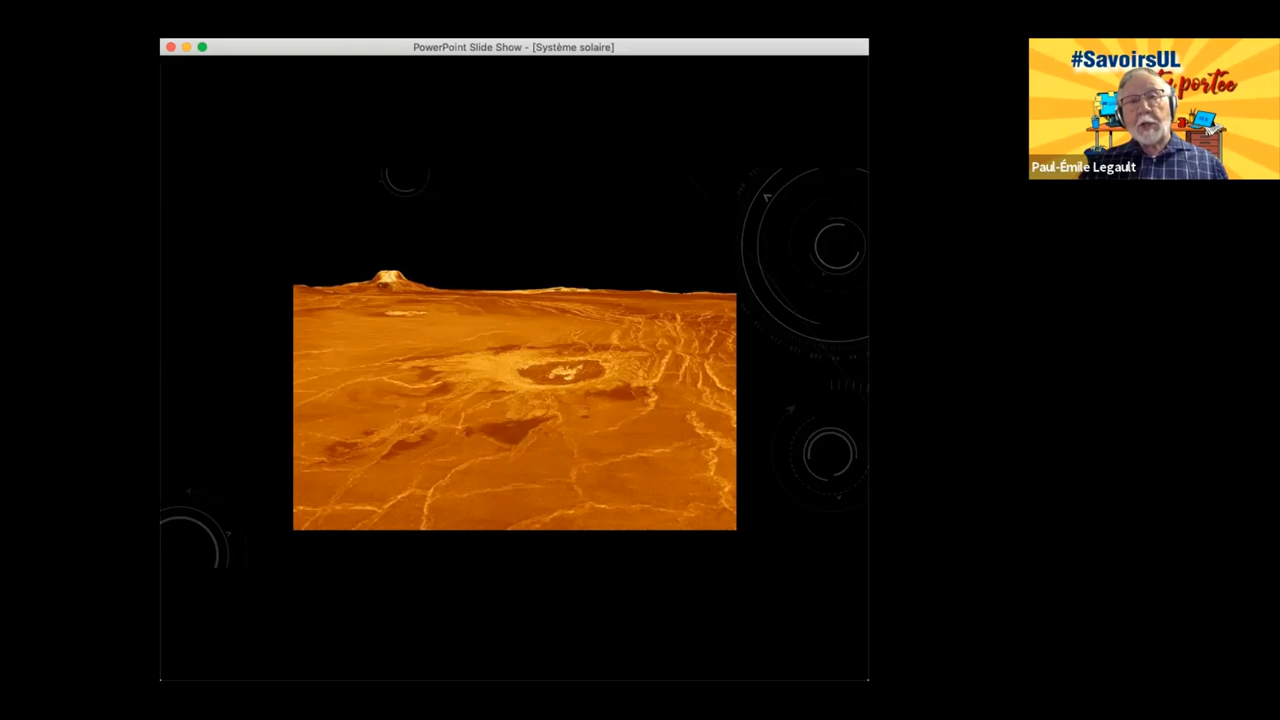 PowerPoint Slide Show - [Système solaire]
#SavoirsUL
portée
Paul-Émile Legault